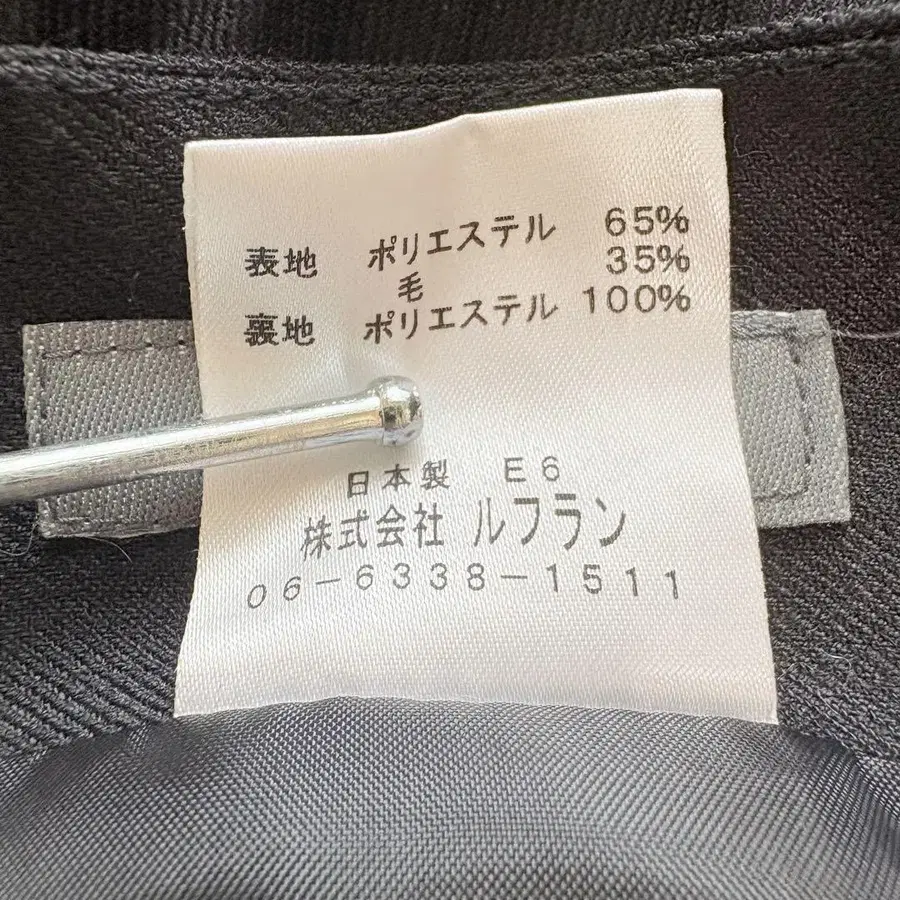 表地 ポリエステル 65%
毛 35%
裏地 ポリエステル 100%
日本製 E6
株式会社 ルフラン
06-6338-1511